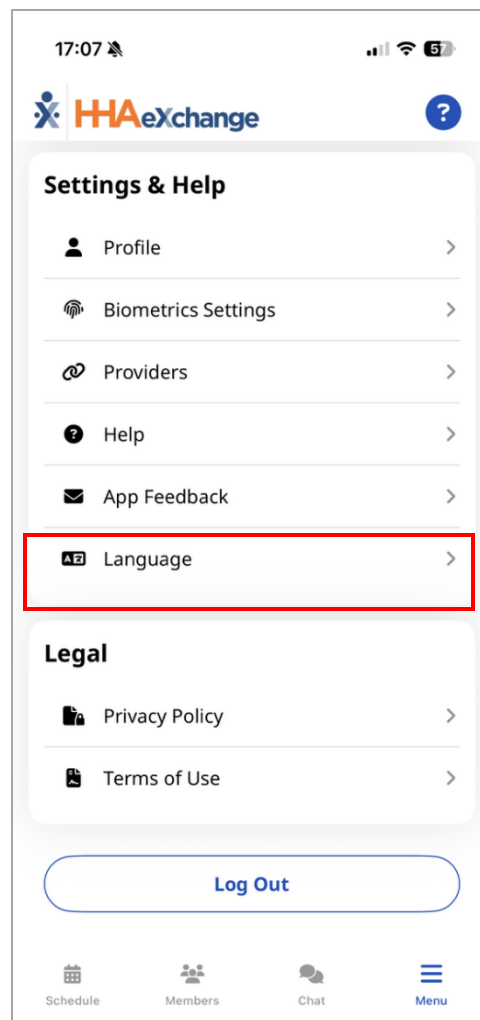 17:07
57
HHAeXchange
?
Settings & Help
Profile
Biometrics Settings
Providers
Help
App Feedback
Language
Legal
Privacy Policy
Terms of Use
Log Out
Schedule Members Chat Menu